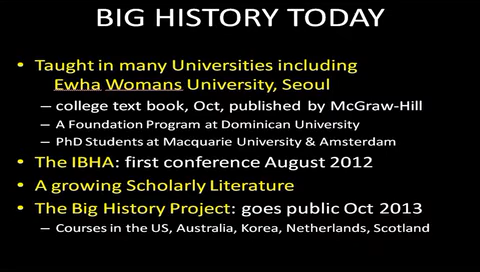 BIG HISTORY TODAY
• Taught in many Universities including
Ewha Womans University, Seoul
– college text book, Oct, published by McGraw-Hill
– A Foundation Program at Dominican University
– PhD Students at Macquarie University & Amsterdam
• The IBHA: first conference August 2012
• A growing Scholarly Literature
• The Big History Project: goes public Oct 2013
– Courses in the US, Australia, Korea, Netherlands, Scotland